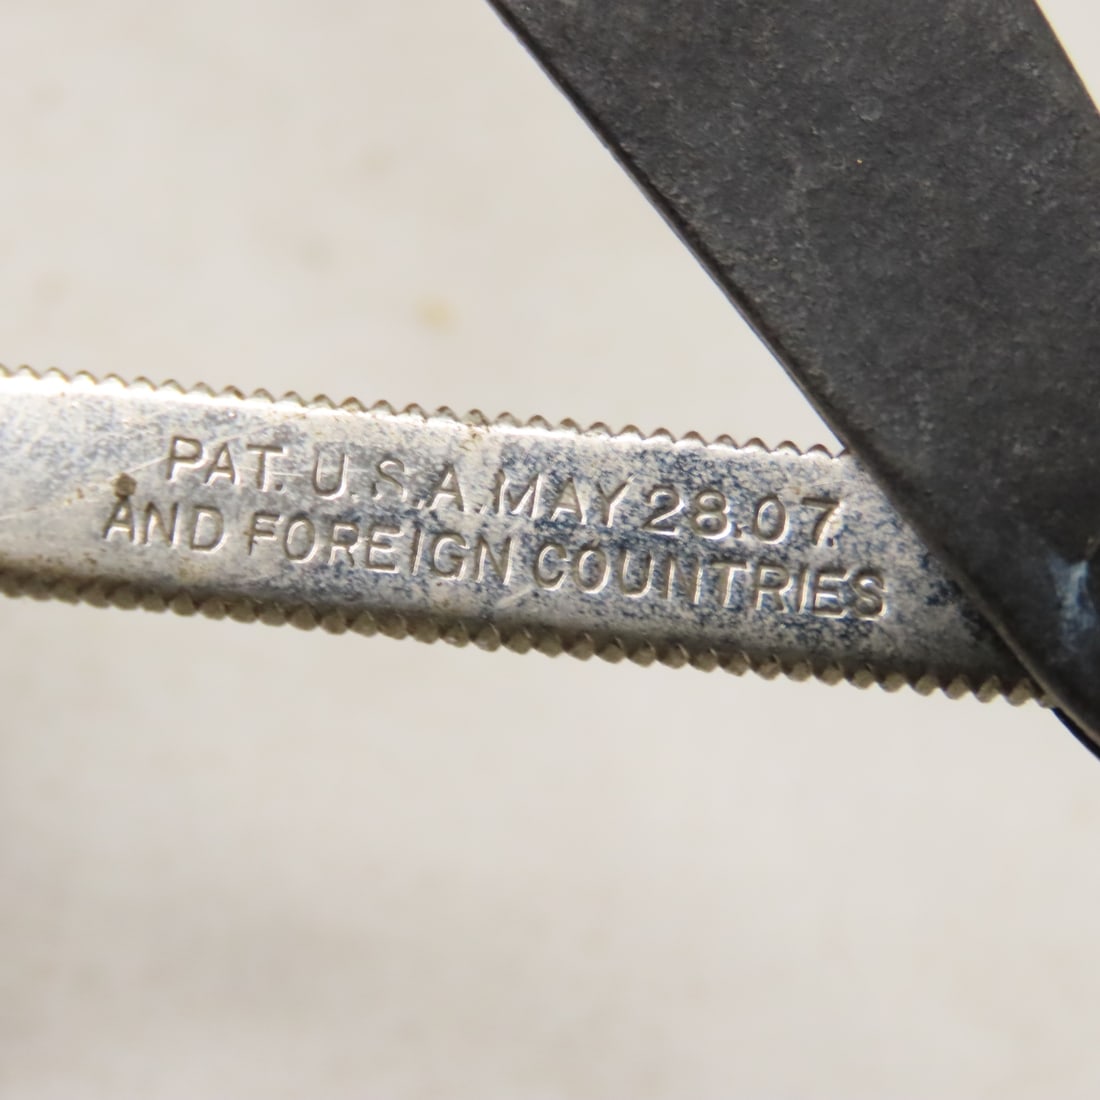 PAT. U.S.A. MAY 28.07.
AND FOREIGN COUNTRIES